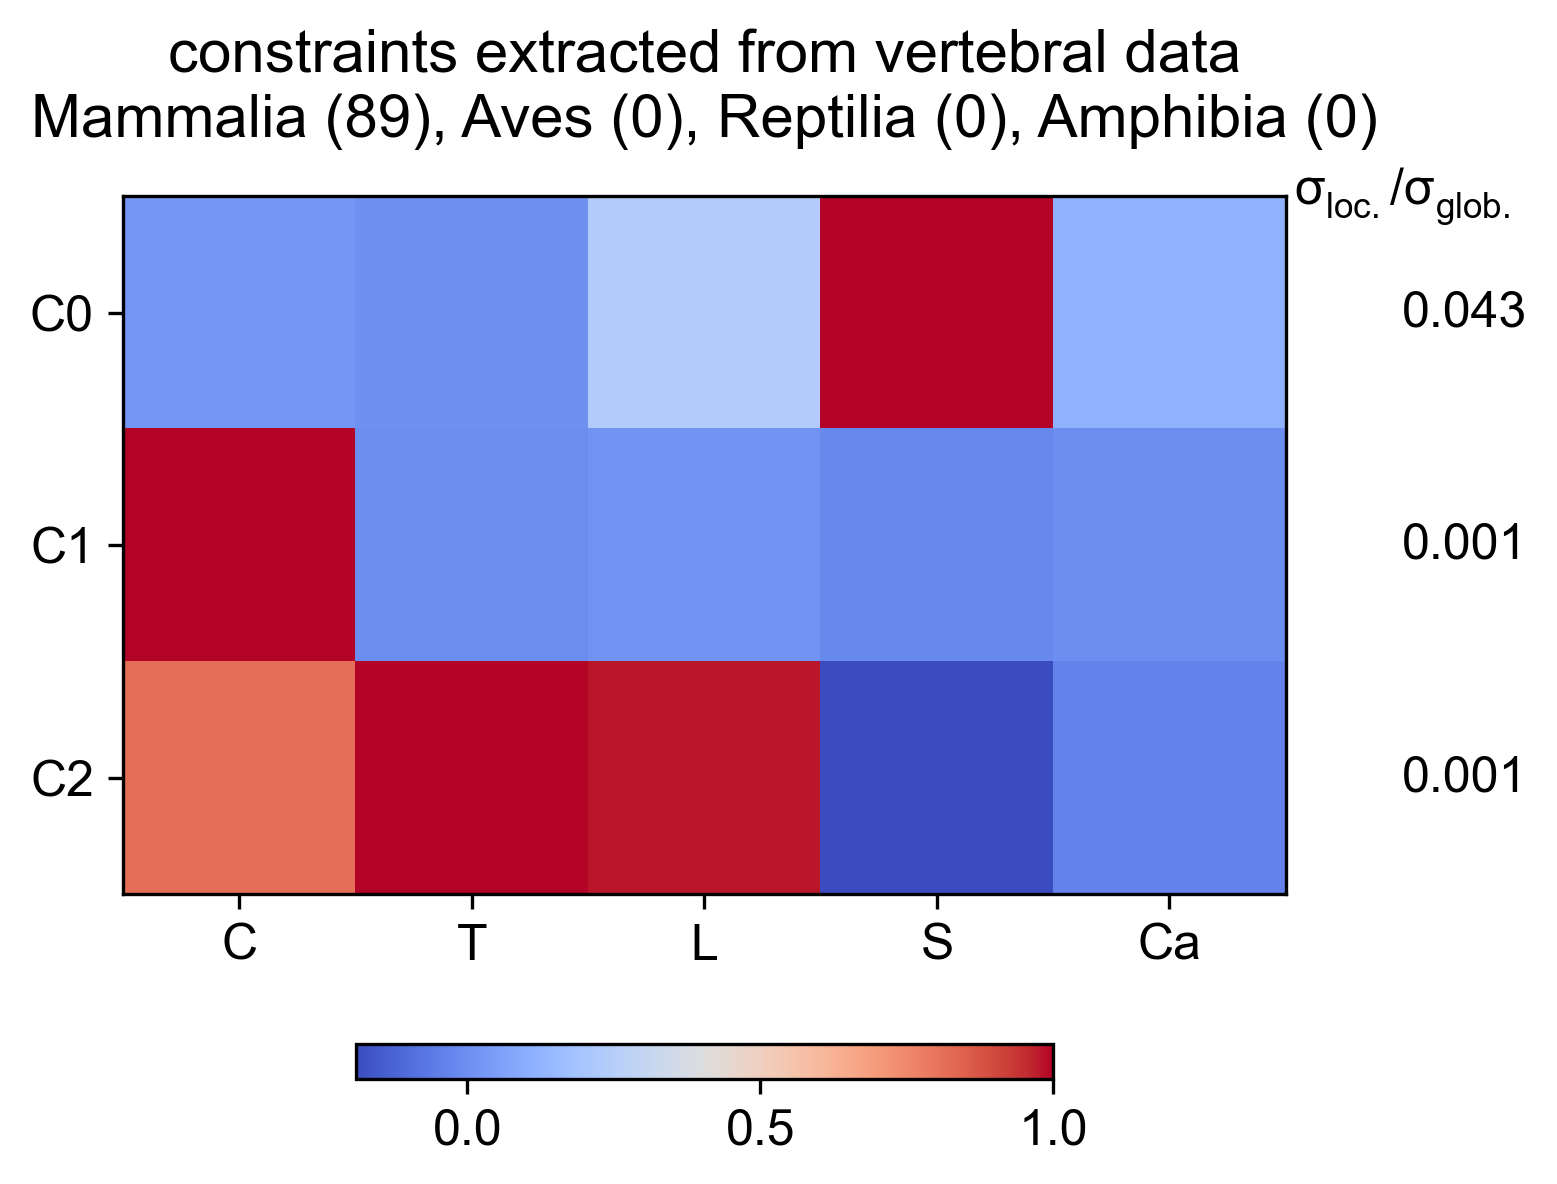 constraints extracted from vertebral data
Mammalia (89), Aves (0), Reptilia (0), Amphibia (0)
σloc. /σglob.
C0
0.043
C1
0.001
C2
0.001
C T L S Ca
0.0 0.5 1.0